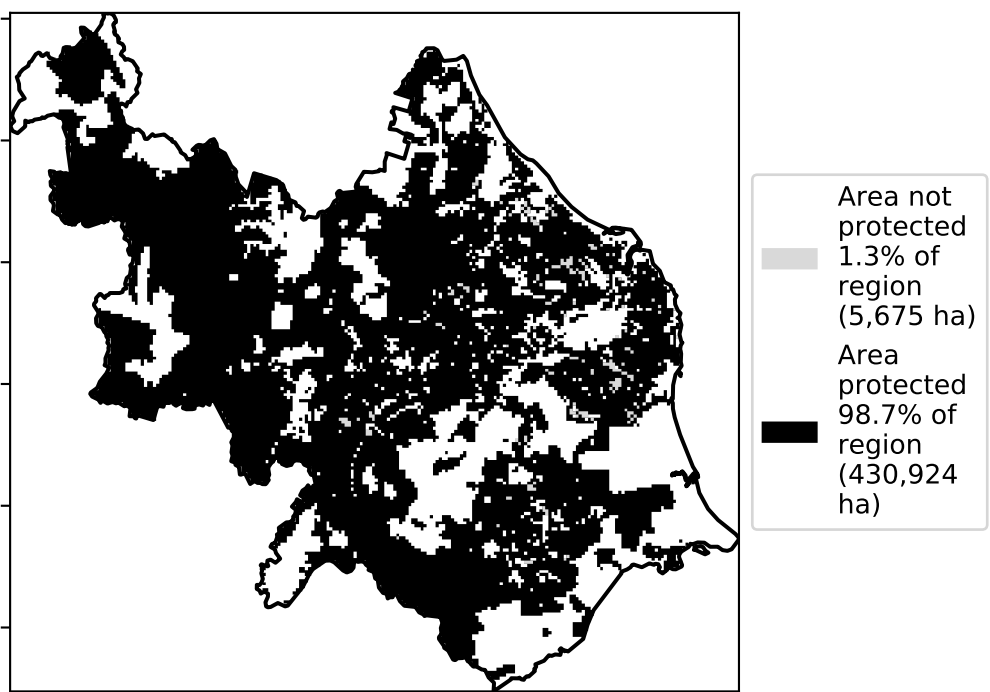 Area not
protected
1.3% of
region
(5,675 ha)
Area
protected
98.7% of
region
(430,924
ha)